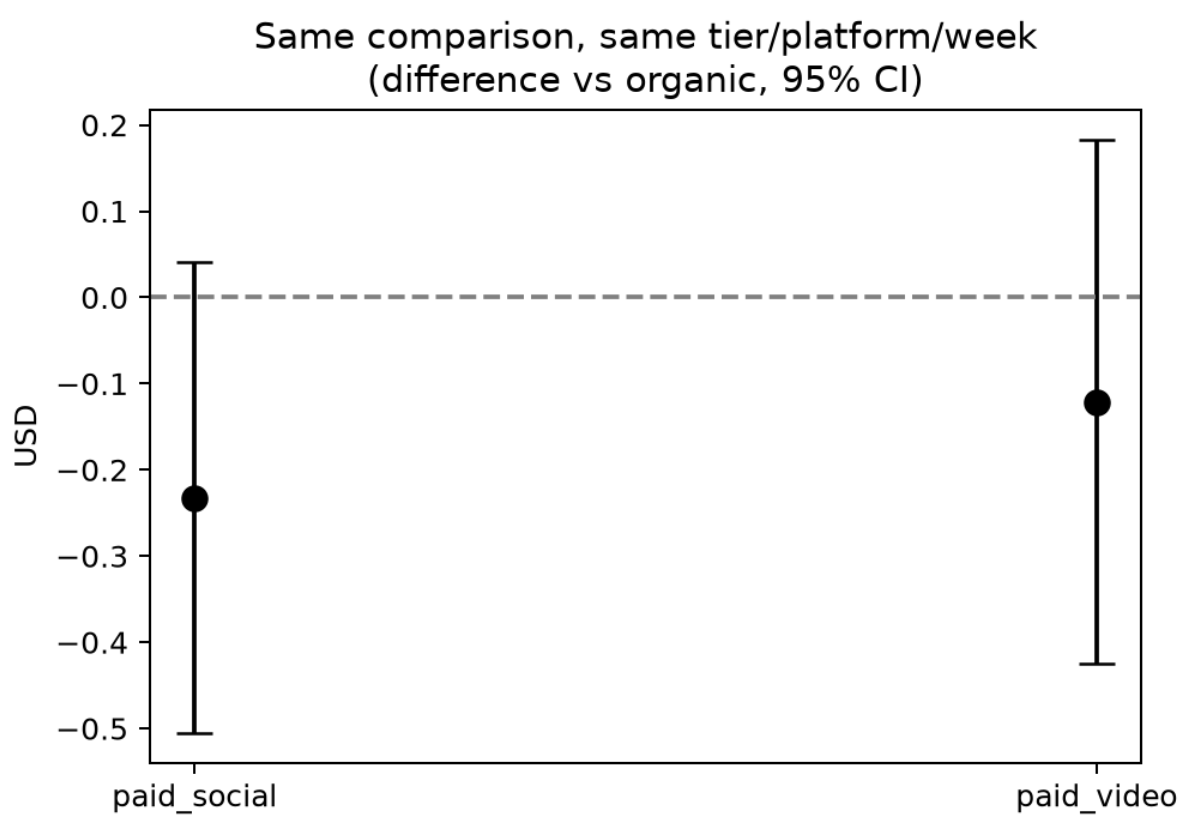 Same comparison, same tier/platform/week
(difference vs organic, 95% CI)
0.2
0.1
0.0
−0.1
−0.2
−0.3
−0.4
−0.5
USD
paid_social
paid_video